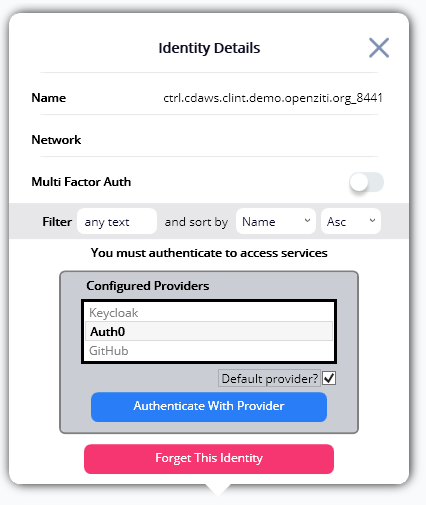 Identity Details
Name ctrl.cdaws.clint.demo.openziti.org_8441
Network
Multi Factor Auth
Filter any text and sort by Name Asc
You must authenticate to access services
Configured Providers
Keycloak
Auth0
GitHub
Default provider?
Authenticate With Provider
Forget This Identity